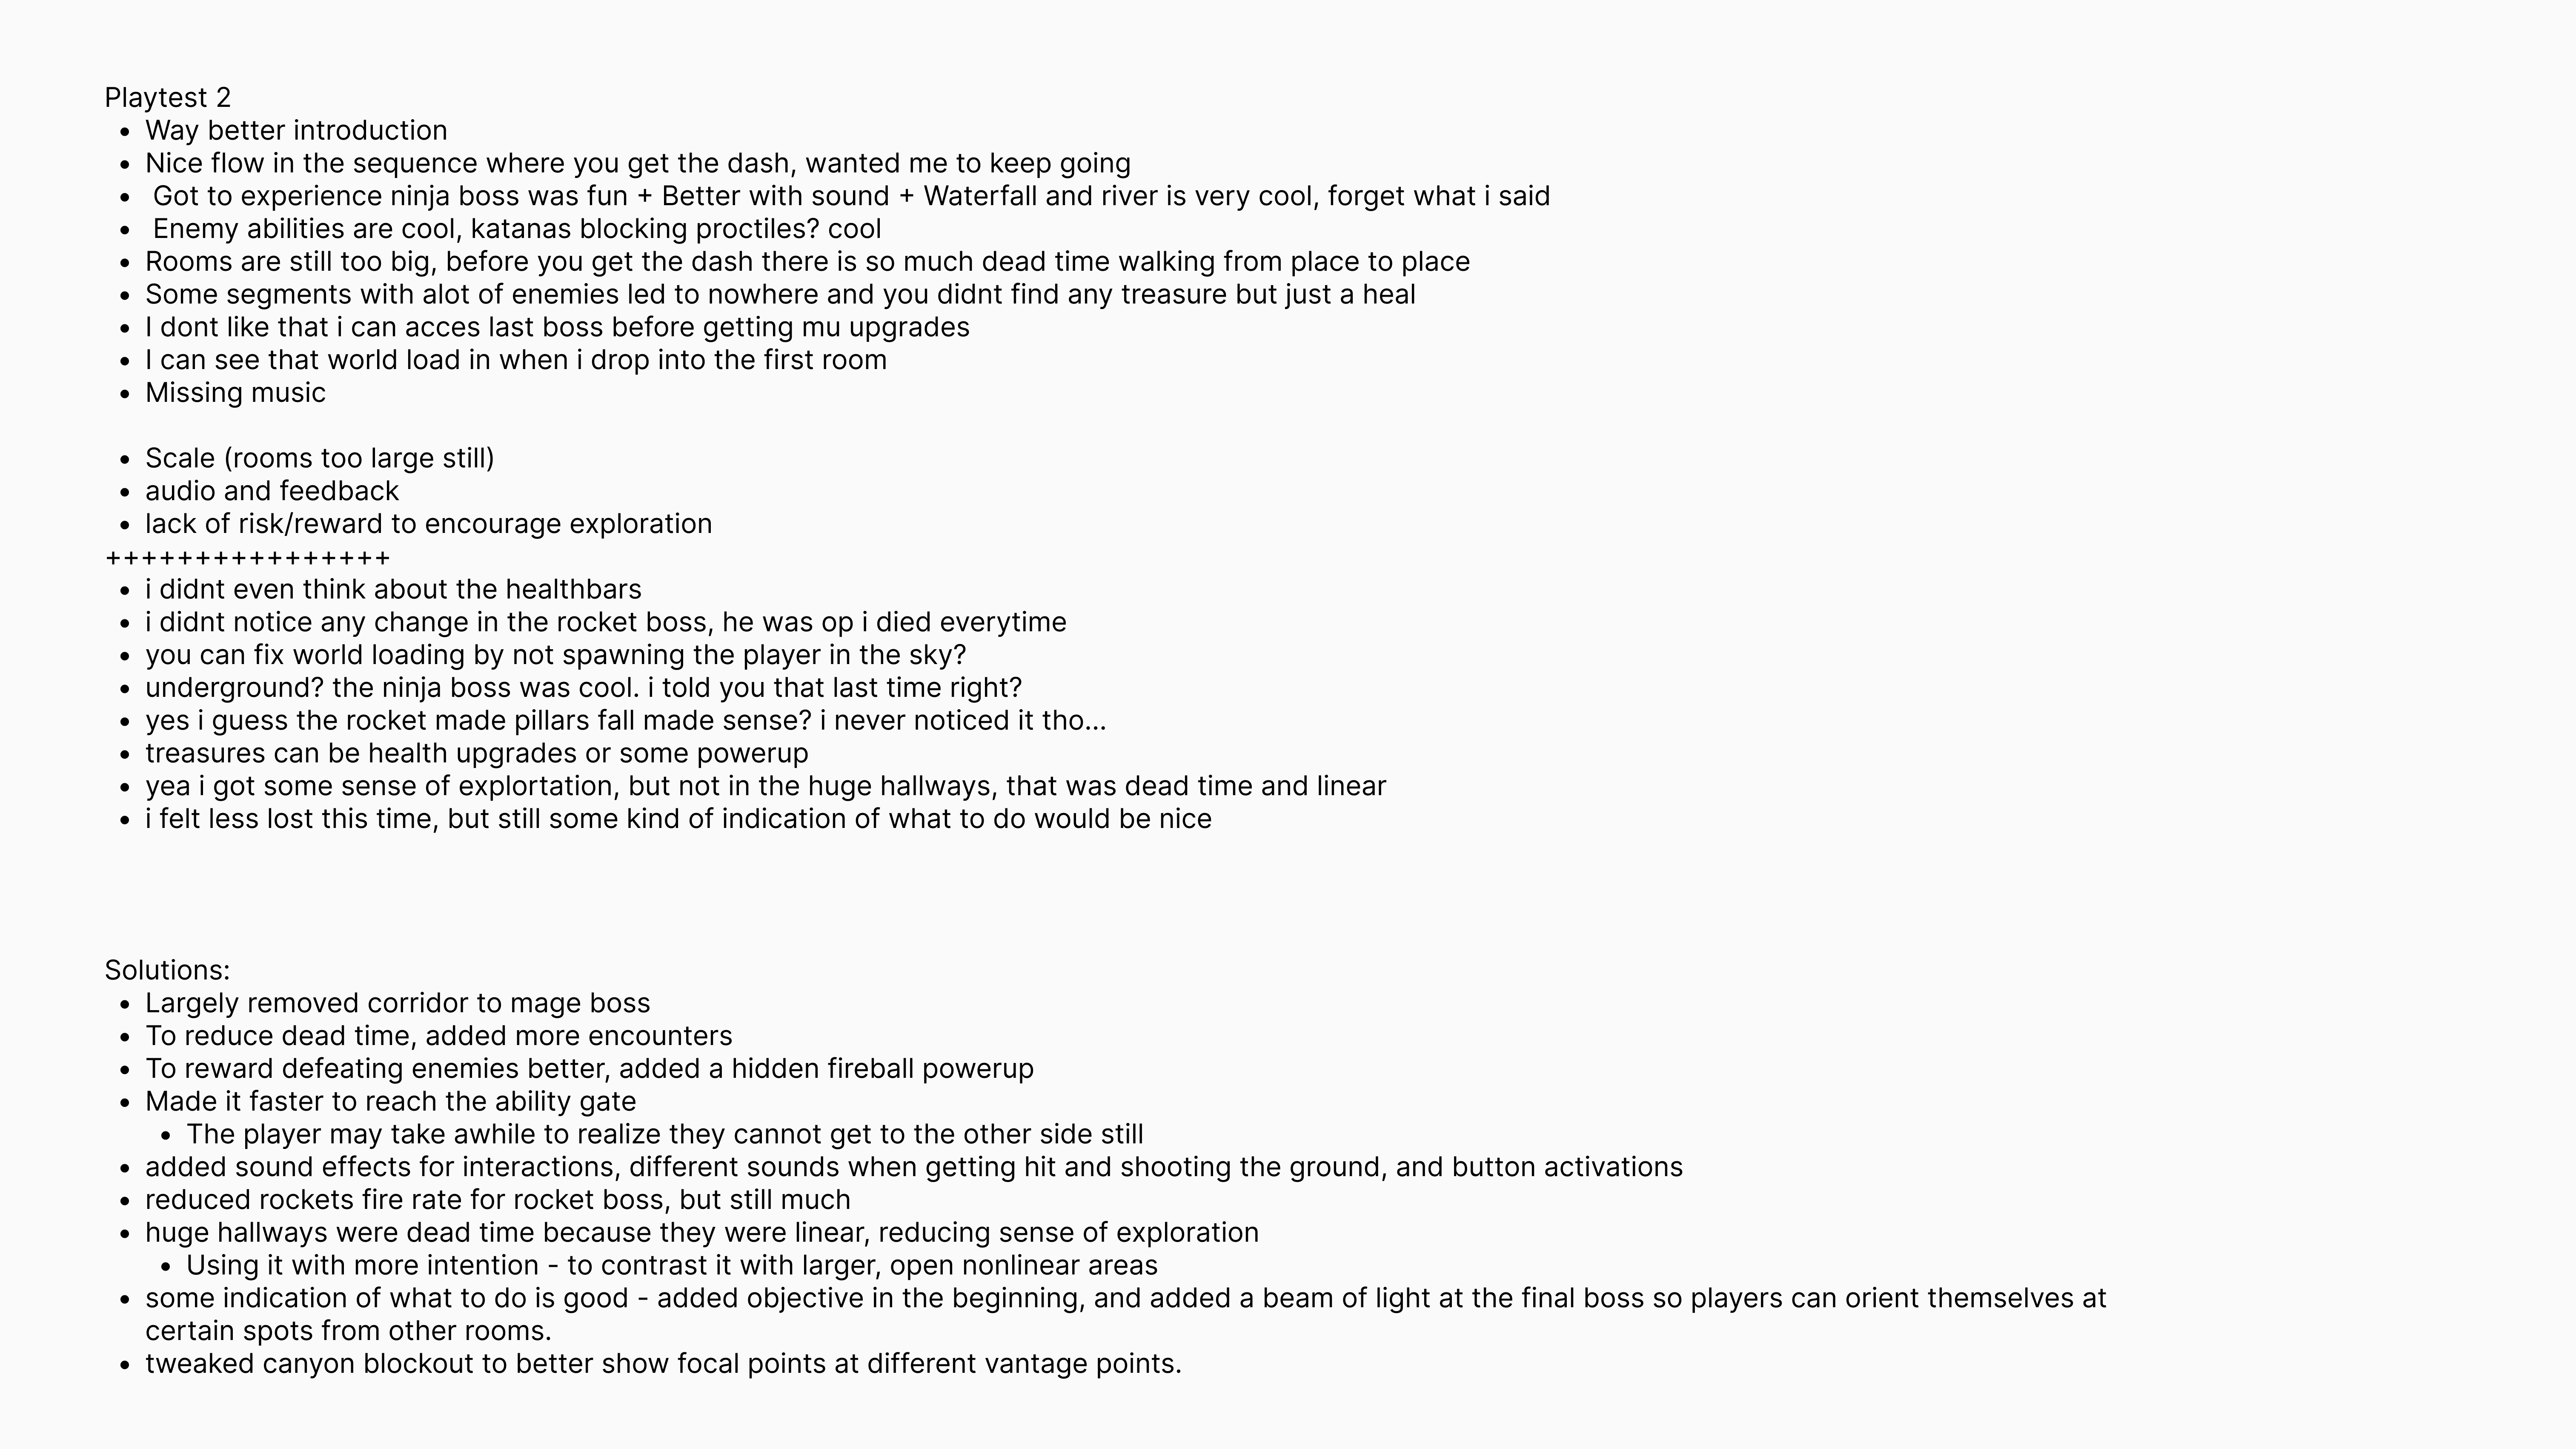 Playtest 2
• Way better introduction
• Nice flow in the sequence where you get the dash, wanted me to keep going
• Got to experience ninja boss was fun + Better with sound + Waterfall and river is very cool, forget what i said
• Enemy abilities are cool, katanas blocking proctiles? cool
• Rooms are still too big, before you get the dash there is so much dead time walking from place to place
• Some segments with alot of enemies led to nowhere and you didnt find any treasure but just a heal
• I dont like that i can acces last boss before getting mu upgrades
• I can see that world load in when i drop into the first room
• Missing music
• Scale (rooms too large still)
• audio and feedback
• lack of risk/reward to encourage exploration
++++++++++++++++
• i didnt even think about the healthbars
• i didnt notice any change in the rocket boss, he was op i died everytime
• you can fix world loading by not spawning the player in the sky?
• underground? the ninja boss was cool. i told you that last time right?
• yes i guess the rocket made pillars fall made sense? i never noticed it tho...
• treasures can be health upgrades or some powerup
• yea i got some sense of explortation, but not in the huge hallways, that was dead time and linear
• i felt less lost this time, but still some kind of indication of what to do would be nice
Solutions:
• Largely removed corridor to mage boss
• To reduce dead time, added more encounters
• To reward defeating enemies better, added a hidden fireball powerup
• Made it faster to reach the ability gate
• The player may take awhile to realize they cannot get to the other side still
• added sound effects for interactions, different sounds when getting hit and shooting the ground, and button activations
• reduced rockets fire rate for rocket boss, but still much
• huge hallways were dead time because they were linear, reducing sense of exploration
• Using it with more intention - to contrast it with larger, open nonlinear areas
• some indication of what to do is good - added objective in the beginning, and added a beam of light at the final boss so players can orient themselves at
certain spots from other rooms.
• tweaked canyon blockout to better show focal points at different vantage points.